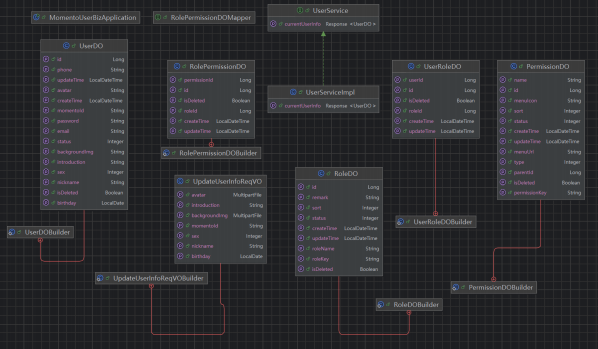 MomentoUserBizApplication
RolePermissionDOMapper
UserService
currentUserInfo Response <UserDO>
UserDO
id Long
phone String
updateTime LocalDateTime
avatar String
createTime LocalDateTime
momentoId String
password String
email String
status Integer
backgroundImg String
introduction String
sex Integer
nickname String
isDeleted Boolean
birthday LocalDate
RolePermissionDO
permissionId Long
id Long
isDeleted Boolean
roleId Long
createTime LocalDateTime
updateTime LocalDateTime
UserServiceImpl
currentUserInfo Response <UserDO>
UserRoleDO
userId Long
id Long
isDeleted Boolean
roleId Long
createTime LocalDateTime
updateTime LocalDateTime
PermissionDO
name String
id Long
menuIcon String
sort Integer
status Integer
createTime LocalDateTime
updateTime LocalDateTime
menuUrl String
type Integer
parentId Long
isDeleted Boolean
permissionKey String
RolePermissionDOBuilder
UpdateUserInfoReqVO
avatar MultipartFile
introduction String
backgroundImg MultipartFile
momentoId String
sex Integer
nickname String
birthday LocalDate
RoleDO
id Long
remark String
sort Integer
status Integer
createTime LocalDateTime
updateTime LocalDateTime
roleName String
roleKey String
isDeleted Boolean
UserDOBuilder
UserRoleDOBuilder
UpdateUserInfoReqVOBuilder
PermissionDOBuilder
RoleDOBuilder